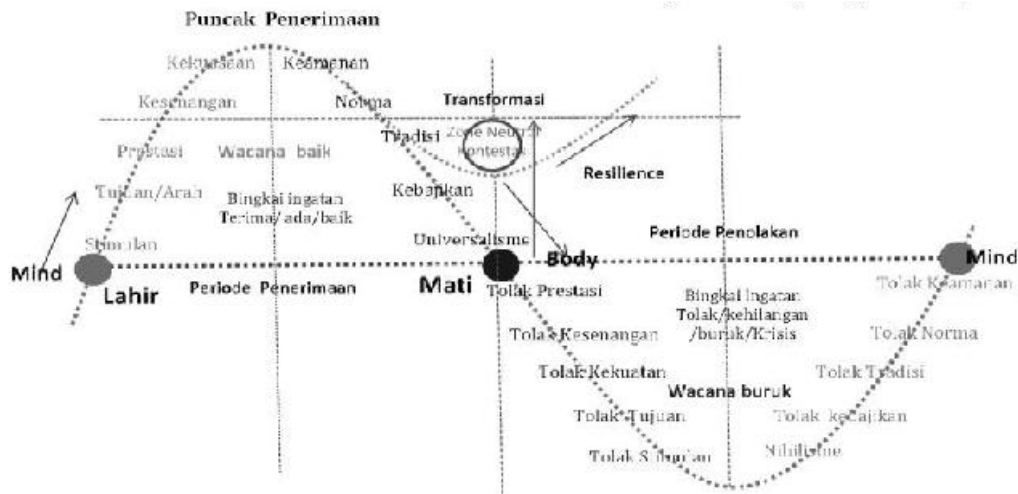 Puncak Penerimaan
Kekuasaan
Keamanan
Kesenangan
Norma
Transformasi
Tradisi
Zone Neutral
Kontestas
Prestasi
Wacana baik
Resilience
Tujuan/Arah
Bingkai ingatan
Terima/ada/baik
Kebajikan
Stimulan
Universalisme
Periode Penolakan
Mind
Lahir
Periode Penerimaan
Mati
Body
Mind
Tolak Prestasi
Bingkai Ingatan
Tolak/kehilangan
/buruk/Krisis
Tolak Keamanan
Tolak Kesenangan
Tolak Norma
Tolak Kekuatan
Wacana buruk
Tolak Tradisi
Tolak Tujuan
Tolak kebajikan
Tolak Stimulan
Nihilisme